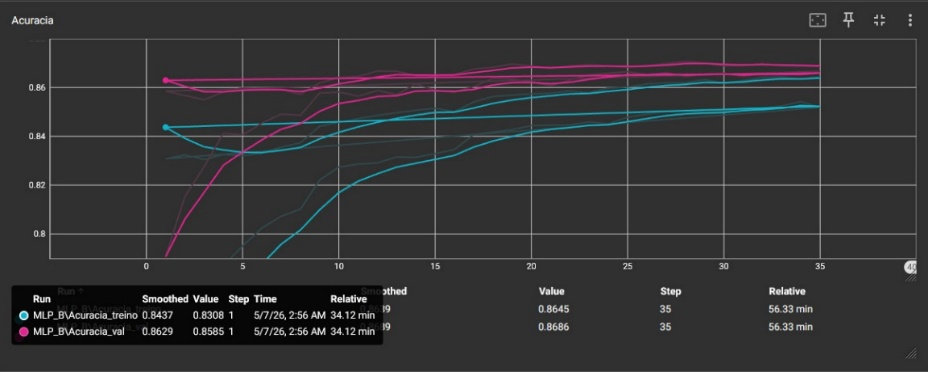 Acuracia
0.86
0.84
0.82
0.8
0 5 10 15 20 25 30 35 40
Run ↑ Smoothed Value Step Relative
0.8645 35 56.33 min
0.8686 35 56.33 min
Run Smoothed Value Step Time Relative
MLP_B\Acuracia_treino 0.8437 0.8308 1 5/7/26, 2:56 AM 34.12 min
MLP_B\Acuracia_val 0.8629 0.8585 1 5/7/26, 2:56 AM 34.12 min